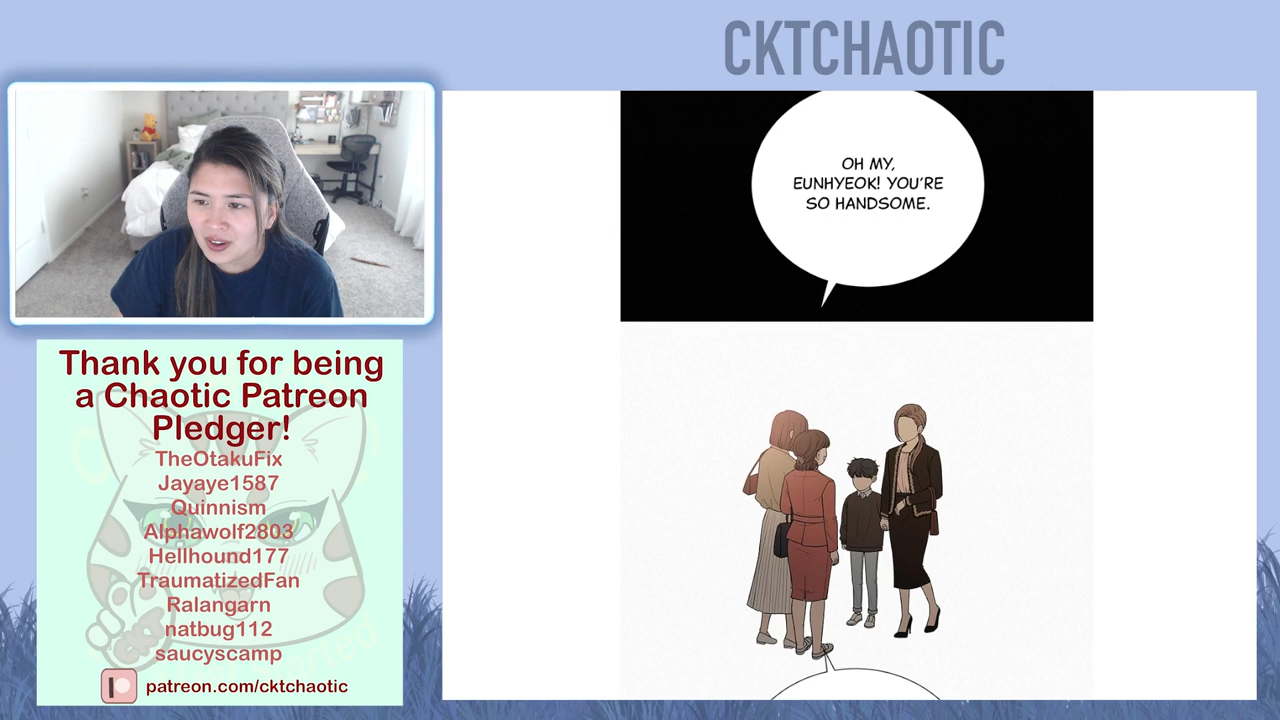 CKTCHAOTIC
OH MY,
EUNHYEOK! YOU'RE
SO HANDSOME.
Thank you for being
a Chaotic Patreon
Pledger!
TheOtakuFix
Jayaye1587
Quinnism
Alphawolf2803
Hellhound177
TraumatizedFan
Ralangarn
natbug112
saucyscamp
patreon.com/cktchaotic